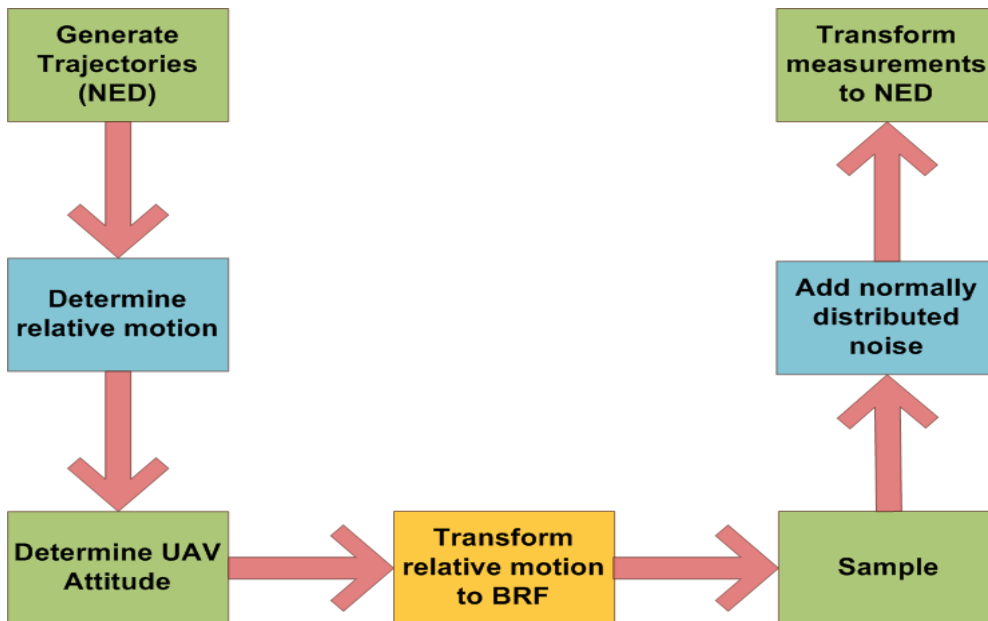 Generate
Trajectories
(NED)
Determine
relative motion
Determine UAV
Attitude
Transform
relative motion
to BRF
Sample
Add normally
distributed
noise
Transform
measurements
to NED